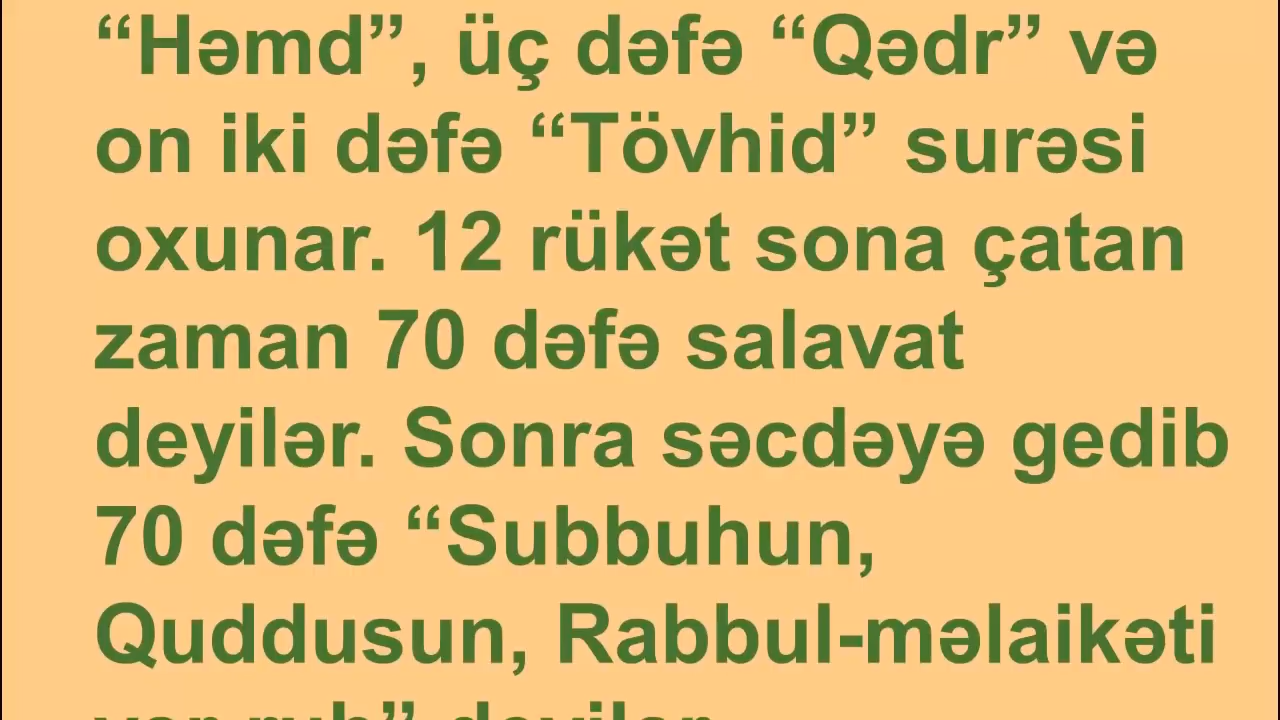 “Həmd”, üç dəfə “Qədr” və
on iki dəfə “Tövhid” surəsi
oxunar. 12 rükət sona çatan
zaman 70 dəfə salavat
deyilər. Sonra səcdəyə gedib
70 dəfə “Subbuhun,
Quddusun, Rabbul-məlaikəti